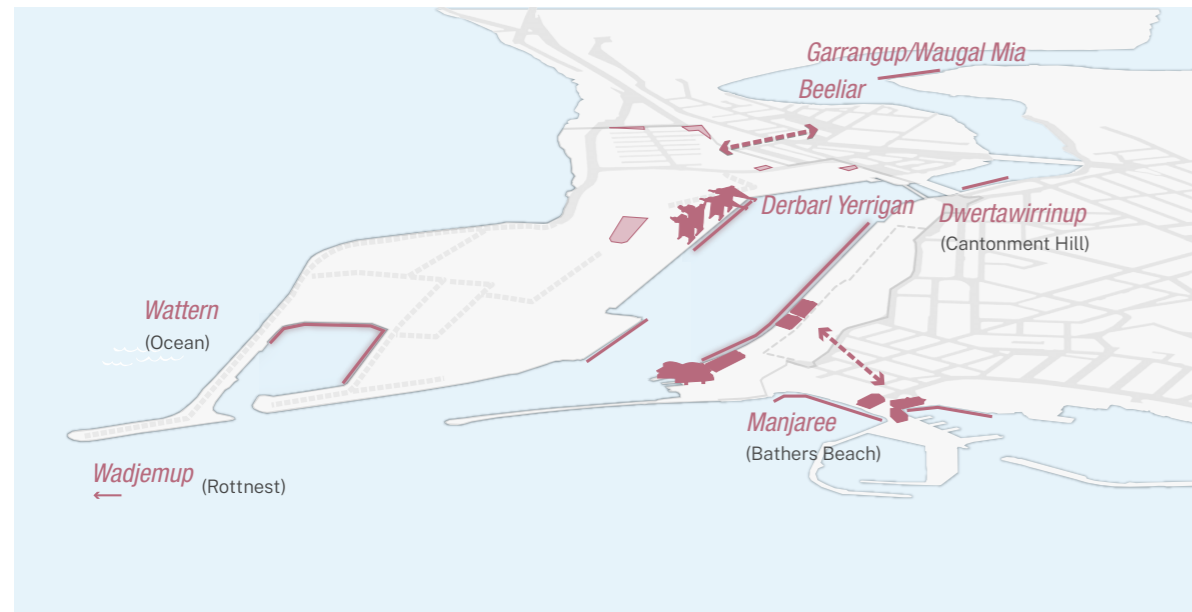 Garrangup/Waugal Mia
Beeliar
Derbarl Yerrigan
Dwertawirrinup
(Cantonment Hill)
Wattern
(Ocean)
Manjaree
(Bathers Beach)
Wadjemup (Rottnest)